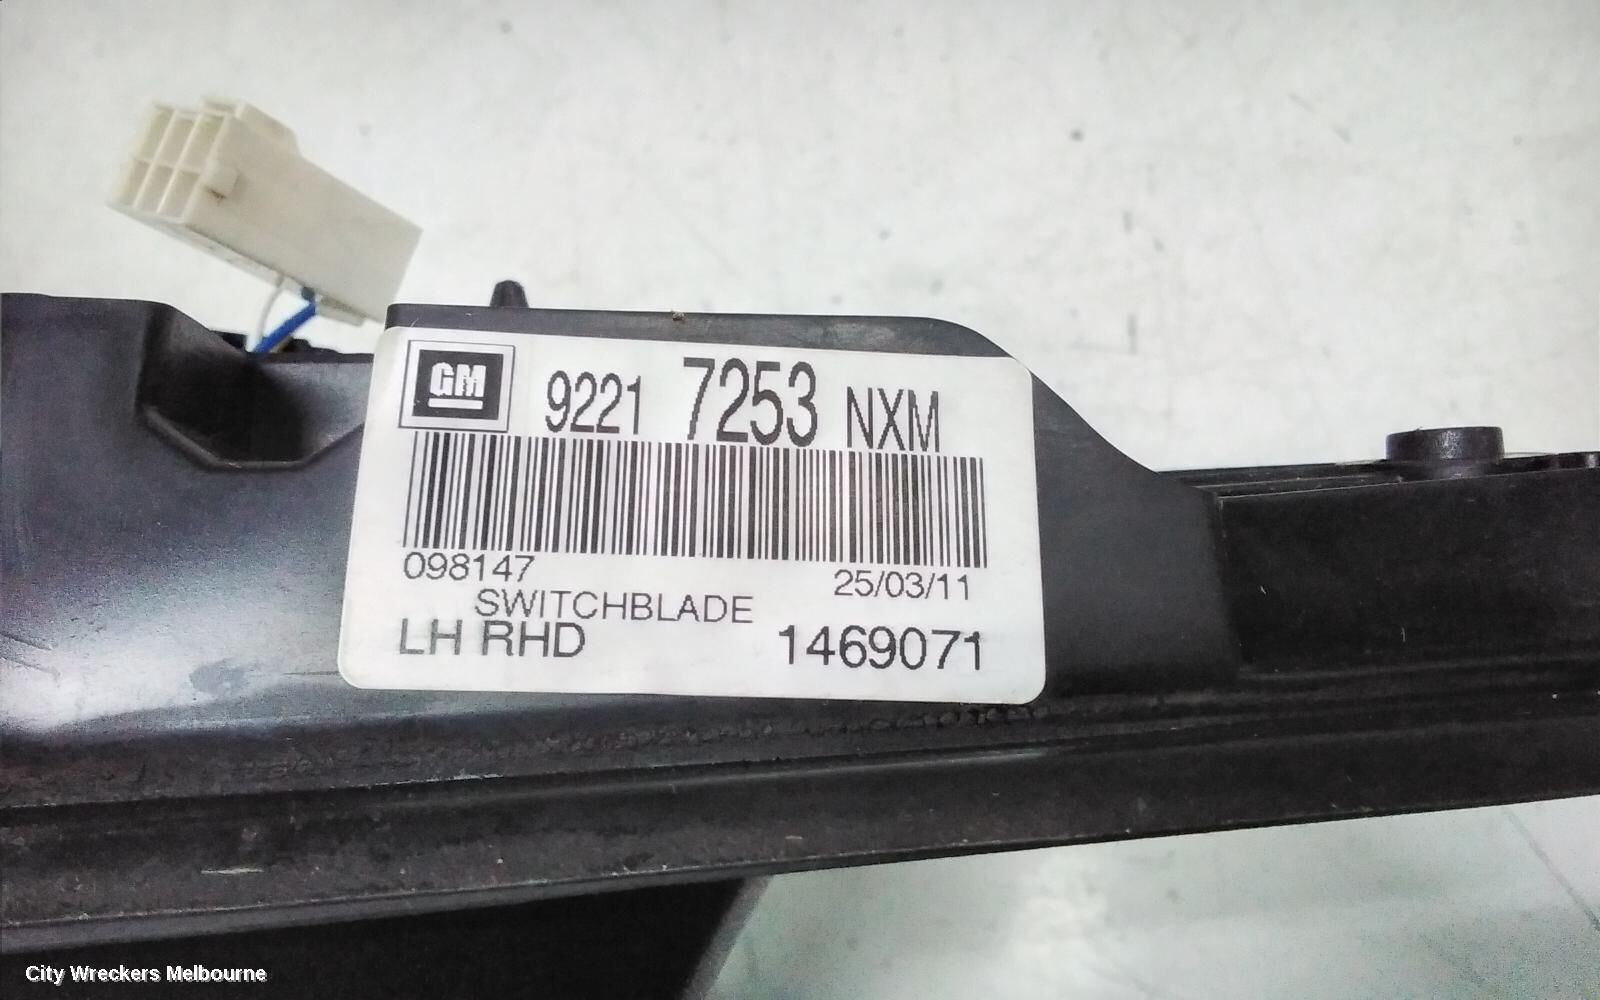 GM 9221 7253 NXM
098147 25/03/11
SWITCHBLADE
LH RHD 1469071
City Wreckers Melbourne